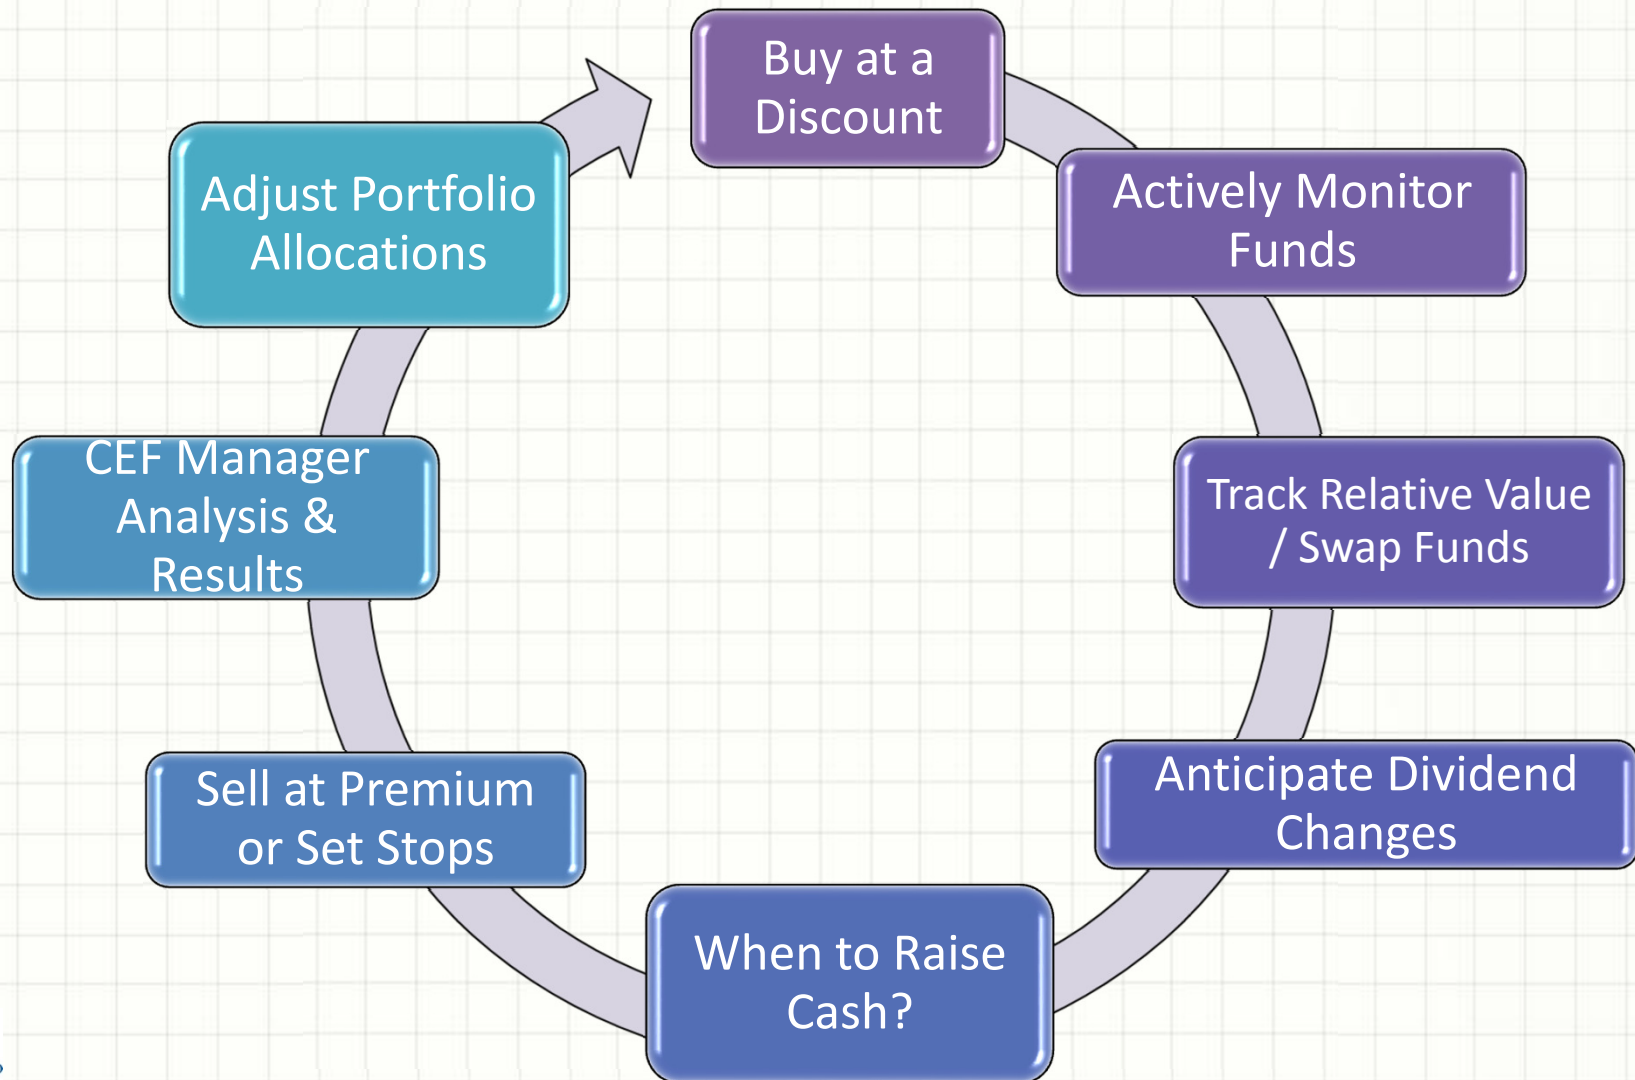 Buy at a
Discount
Actively Monitor
Funds
Track Relative Value
/ Swap Funds
Anticipate Dividend
Changes
When to Raise
Cash?
Sell at Premium
or Set Stops
CEF Manager
Analysis &
Results
Adjust Portfolio
Allocations